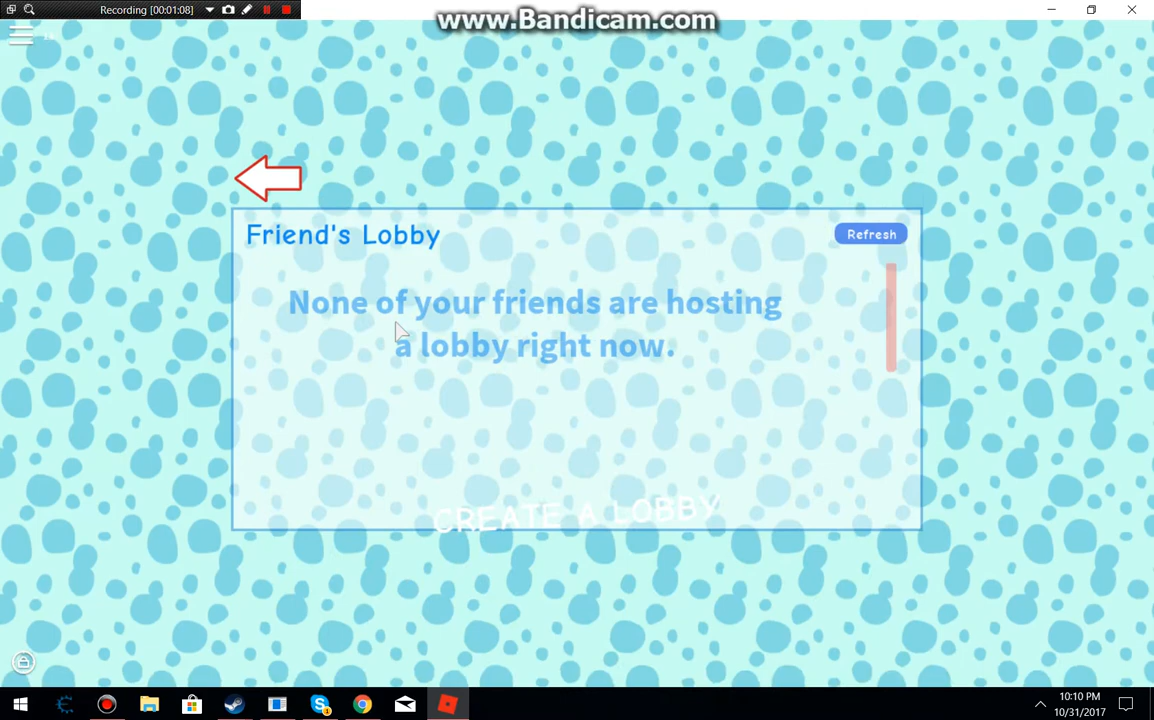 Recording [00:01:08]
www.Bandicam.com
Friend's Lobby
Refresh
None of your friends are hosting
a lobby right now.
CREATE A LOBBY
10:10 PM
10/31/2017